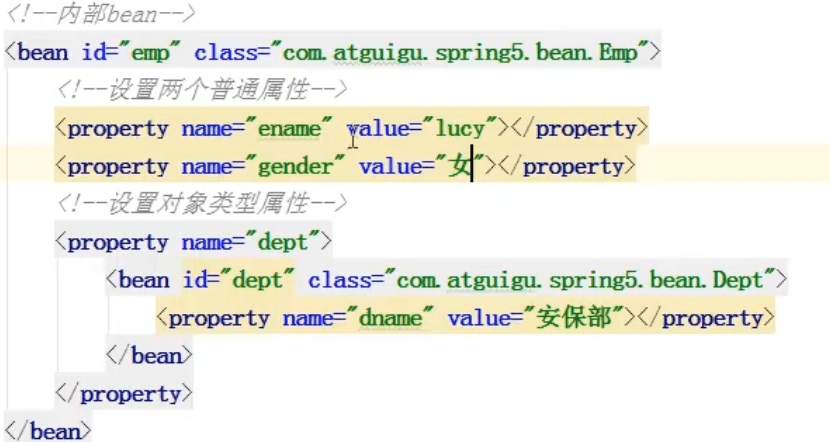 <!--内部bean-->
<bean id="emp" class="com.atguigu.spring5.bean.Emp">
<!--设置两个普通属性-->
<property name="ename" value="lucy"></property>
<property name="gender" value="女"></property>
<!--设置对象类型属性-->
<property name="dept">
<bean id="dept" class="com.atguigu.spring5.bean.Dept">
<property name="dname" value="安保部"></property>
</bean>
</property>
</bean>